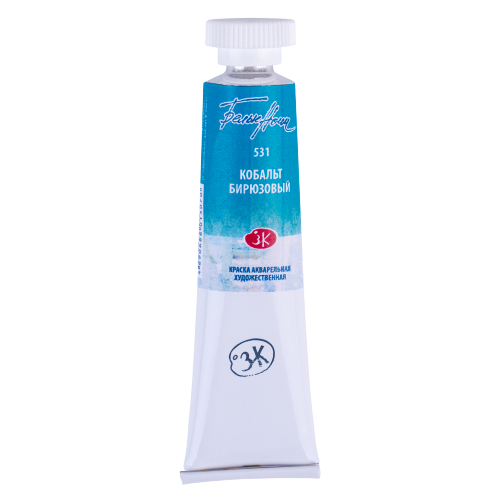 Белые Ночи
531
КОБАЛЬТ
БИРЮЗОВЫЙ
ЗК
КРАСКА АКВАРЕЛЬНАЯ
ХУДОЖЕСТВЕННАЯ
ЗК